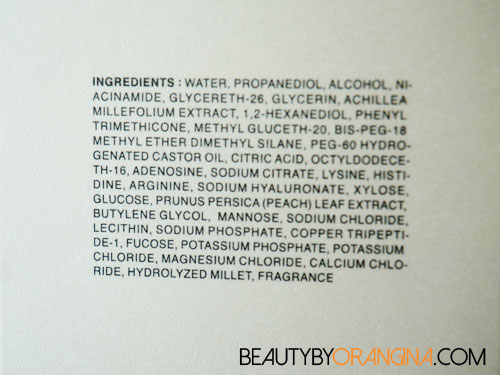 INGREDIENTS : WATER, PROPANEDIOL, ALCOHOL, NI-
ACINAMIDE, GLYCERETH-26, GLYCERIN, ACHILLEA
MILLEFOLIUM EXTRACT, 1,2-HEXANEDIOL, PHENYL
TRIMETHICONE, METHYL GLUCETH-20, BIS-PEG-18
METHYL ETHER DIMETHYL SILANE, PEG-60 HYDRO-
GENATED CASTOR OIL, CITRIC ACID, OCTYLDODECE-
TH-16, ADENOSINE, SODIUM CITRATE, LYSINE, HISTI-
DINE, ARGININE, SODIUM HYALURONATE, XYLOSE,
GLUCOSE, PRUNUS PERSICA (PEACH) LEAF EXTRACT,
BUTYLENE GLYCOL, MANNOSE, SODIUM CHLORIDE,
LECITHIN, SODIUM PHOSPHATE, COPPER TRIPEPTI-
DE-1, FUCOSE, POTASSIUM PHOSPHATE, POTASSIUM
CHLORIDE, MAGNESIUM CHLORIDE, CALCIUM CHLO-
RIDE, HYDROLYZED MILLET, FRAGRANCE
BEAUTYBYORANGINA.COM